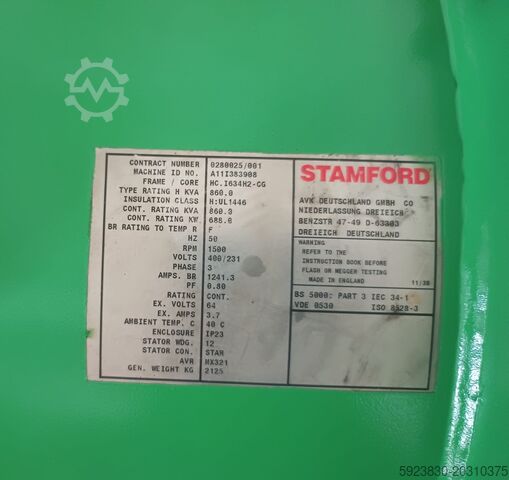 CONTRACT NUMBER 0280025/001
MACHINE ID NO. A11I383908
FRAME / CORE HC.I634H2-CG
TYPE RATING H KVA 860.0
INSULATION CLASS H:UL1446
CONT. RATING KVA 860.0
CONT. RATING KW 688.0
BR RATING TO TEMP R F
HZ 50
RPM 1500
VOLTS 400/231
PHASE 3
AMPS. BR 1241.3
PF 0.80
RATING CONT.
EX. VOLTS 64
EX. AMPS 3.7
AMBIENT TEMP. C 40 C
ENCLOSURE IP23
STATOR WDG. 12
STATOR CON. STAR
AVR MX321
GEN. WEIGHT KG 2125
STAMFORD
AVK DEUTSCHLAND GMBH CO
NIEDERLASSUNG DREIEICH
BENZSTR 47-49 D-63303
DREIEICH DEUTSCHLAND
WARNING
REFER TO THE
INSTRUCTION BOOK BEFORE
FLASH OR MEGGER TESTING
MADE IN ENGLAND 11/38
BS 5000: PART 3 IEC 34-1
VDE 0530 ISO 8528-3
5923830-20310375